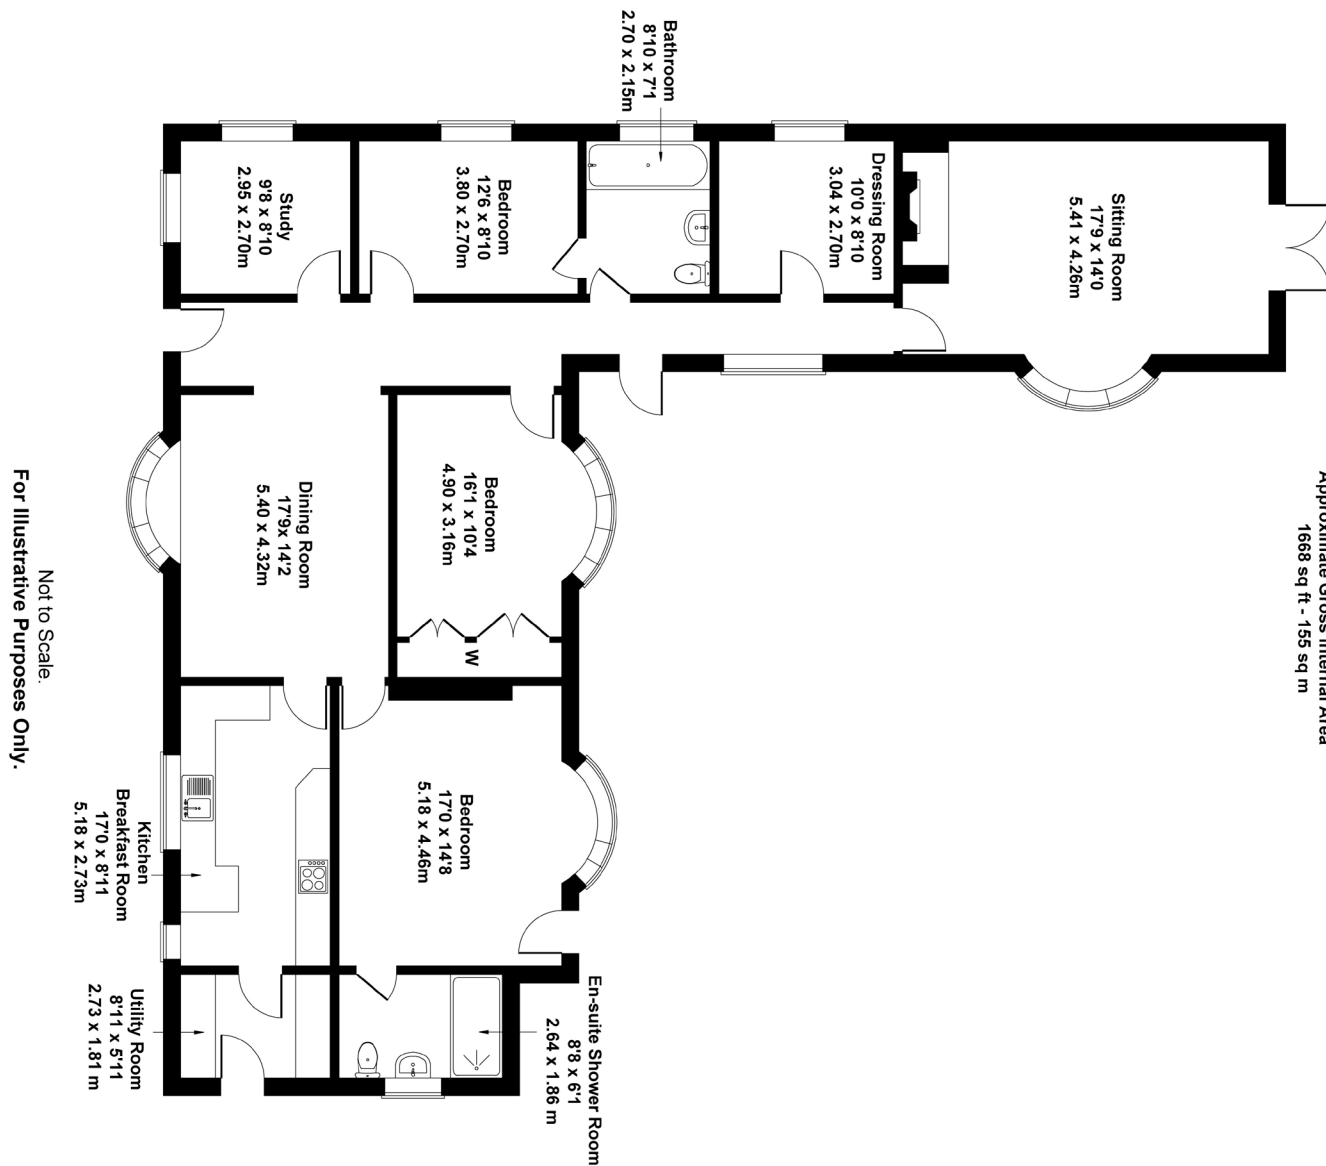 Approximate Gross Internal Area
1668 sq ft - 155 sq m
Sitting Room
17'9 x 14'0
5.41 x 4.26m
Dressing Room
10'0 x 8'10
3.04 x 2.70m
Bathroom
8'10 x 7'1
2.70 x 2.15m
Bedroom
12'6 x 8'10
3.80 x 2.70m
Study
9'8 x 8'10
2.95 x 2.70m
Bedroom
16'1 x 10'4
4.90 x 3.16m
W
Dining Room
17'9x 14'2
5.40 x 4.32m
Bedroom
17'0 x 14'8
5.18 x 4.46m
Kitchen
Breakfast Room
17'0 x 8'11
5.18 x 2.73m
En-suite Shower Room
8'8 x 6'1
2.64 x 1.86 m
Utility Room
8'11 x 5'11
2.73 x 1.81 m
Not to Scale.
For Illustrative Purposes Only.